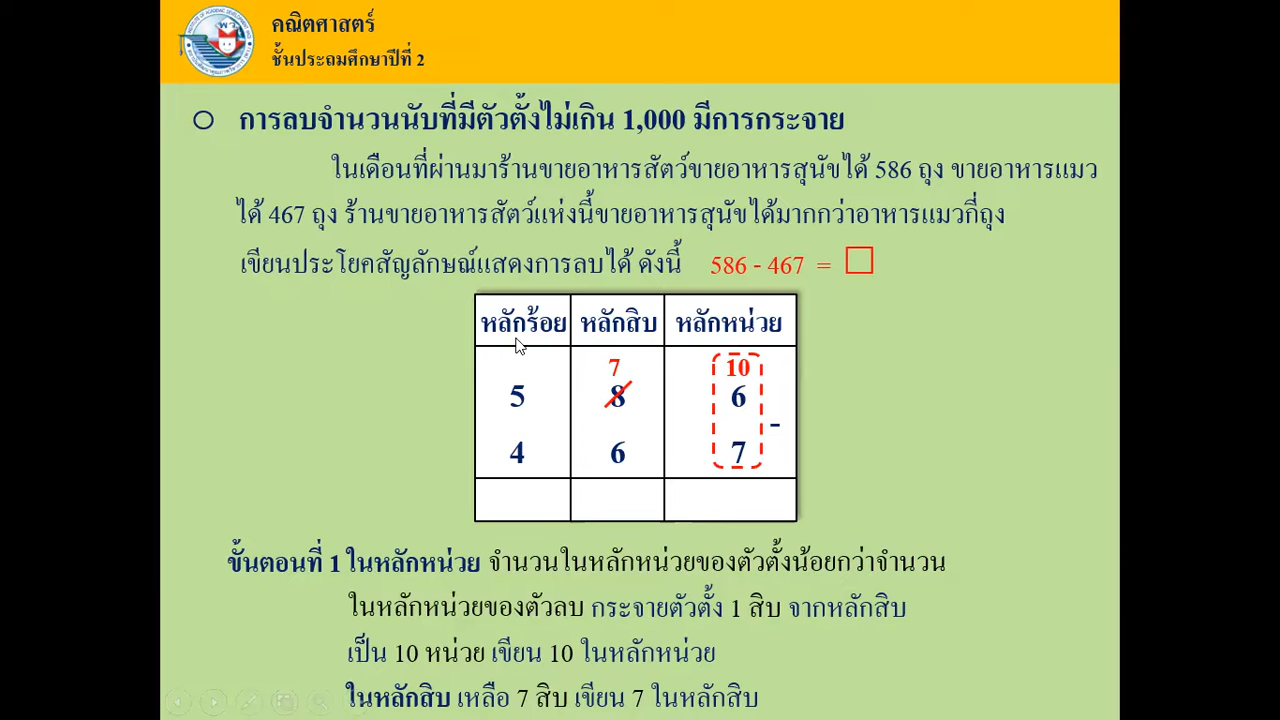 คณิตศาสตร์
ชั้นประถมศึกษาปีที่ 2
การลบจำนวนนับที่มีตัวตั้งไม่เกิน 1,000 มีการกระจาย
ในเดือนที่ผ่านมาร้านขายอาหารสัตว์ขายอาหารสุนัขได้ 586 ถุง ขายอาหารแมว
ได้ 467 ถุง ร้านขายอาหารสัตว์แห่งนี้ขายอาหารสุนัขได้มากกว่าอาหารแมวกี่ถุง
เขียนประโยคสัญลักษณ์แสดงการลบได้ ดังนี้ 586 - 467 = □
หลักร้อย หลักสิบ หลักหน่วย
7 10
5 8 6
-
4 6 7
ขั้นตอนที่ 1 ในหลักหน่วย จำนวนในหลักหน่วยของตัวตั้งน้อยกว่าจำนวน
ในหลักหน่วยของตัวลบ กระจายตัวตั้ง 1 สิบ จากหลักสิบ
เป็น 10 หน่วย เขียน 10 ในหลักหน่วย
ในหลักสิบ เหลือ 7 สิบ เขียน 7 ในหลักสิบ